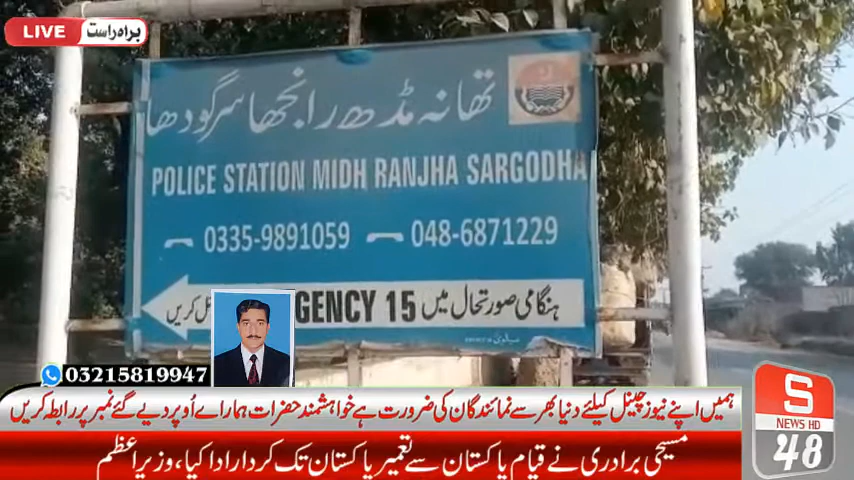 LIVE براہ راست
تھانہ مڈھ رانجھا سرگودھا
POLICE STATION MIDH RANJHA SARGODHA
0335-9891059 048-6871229
ہنگامی صورتحال میں GENCY 15 کریں
03215819947
ہمیں اپنے نیوز چینل کیلئے دنیا بھر سے نمائندگان کی ضرورت ہے خواہشمند حضرات ہمارے اُوپر دیے گئے نمبر پر رابطہ کریں
مسیحی برادری نے قیام پاکستان سے تعمیر پاکستان تک کردار ادا کیا، وزیراعظم
S
NEWS HD
48